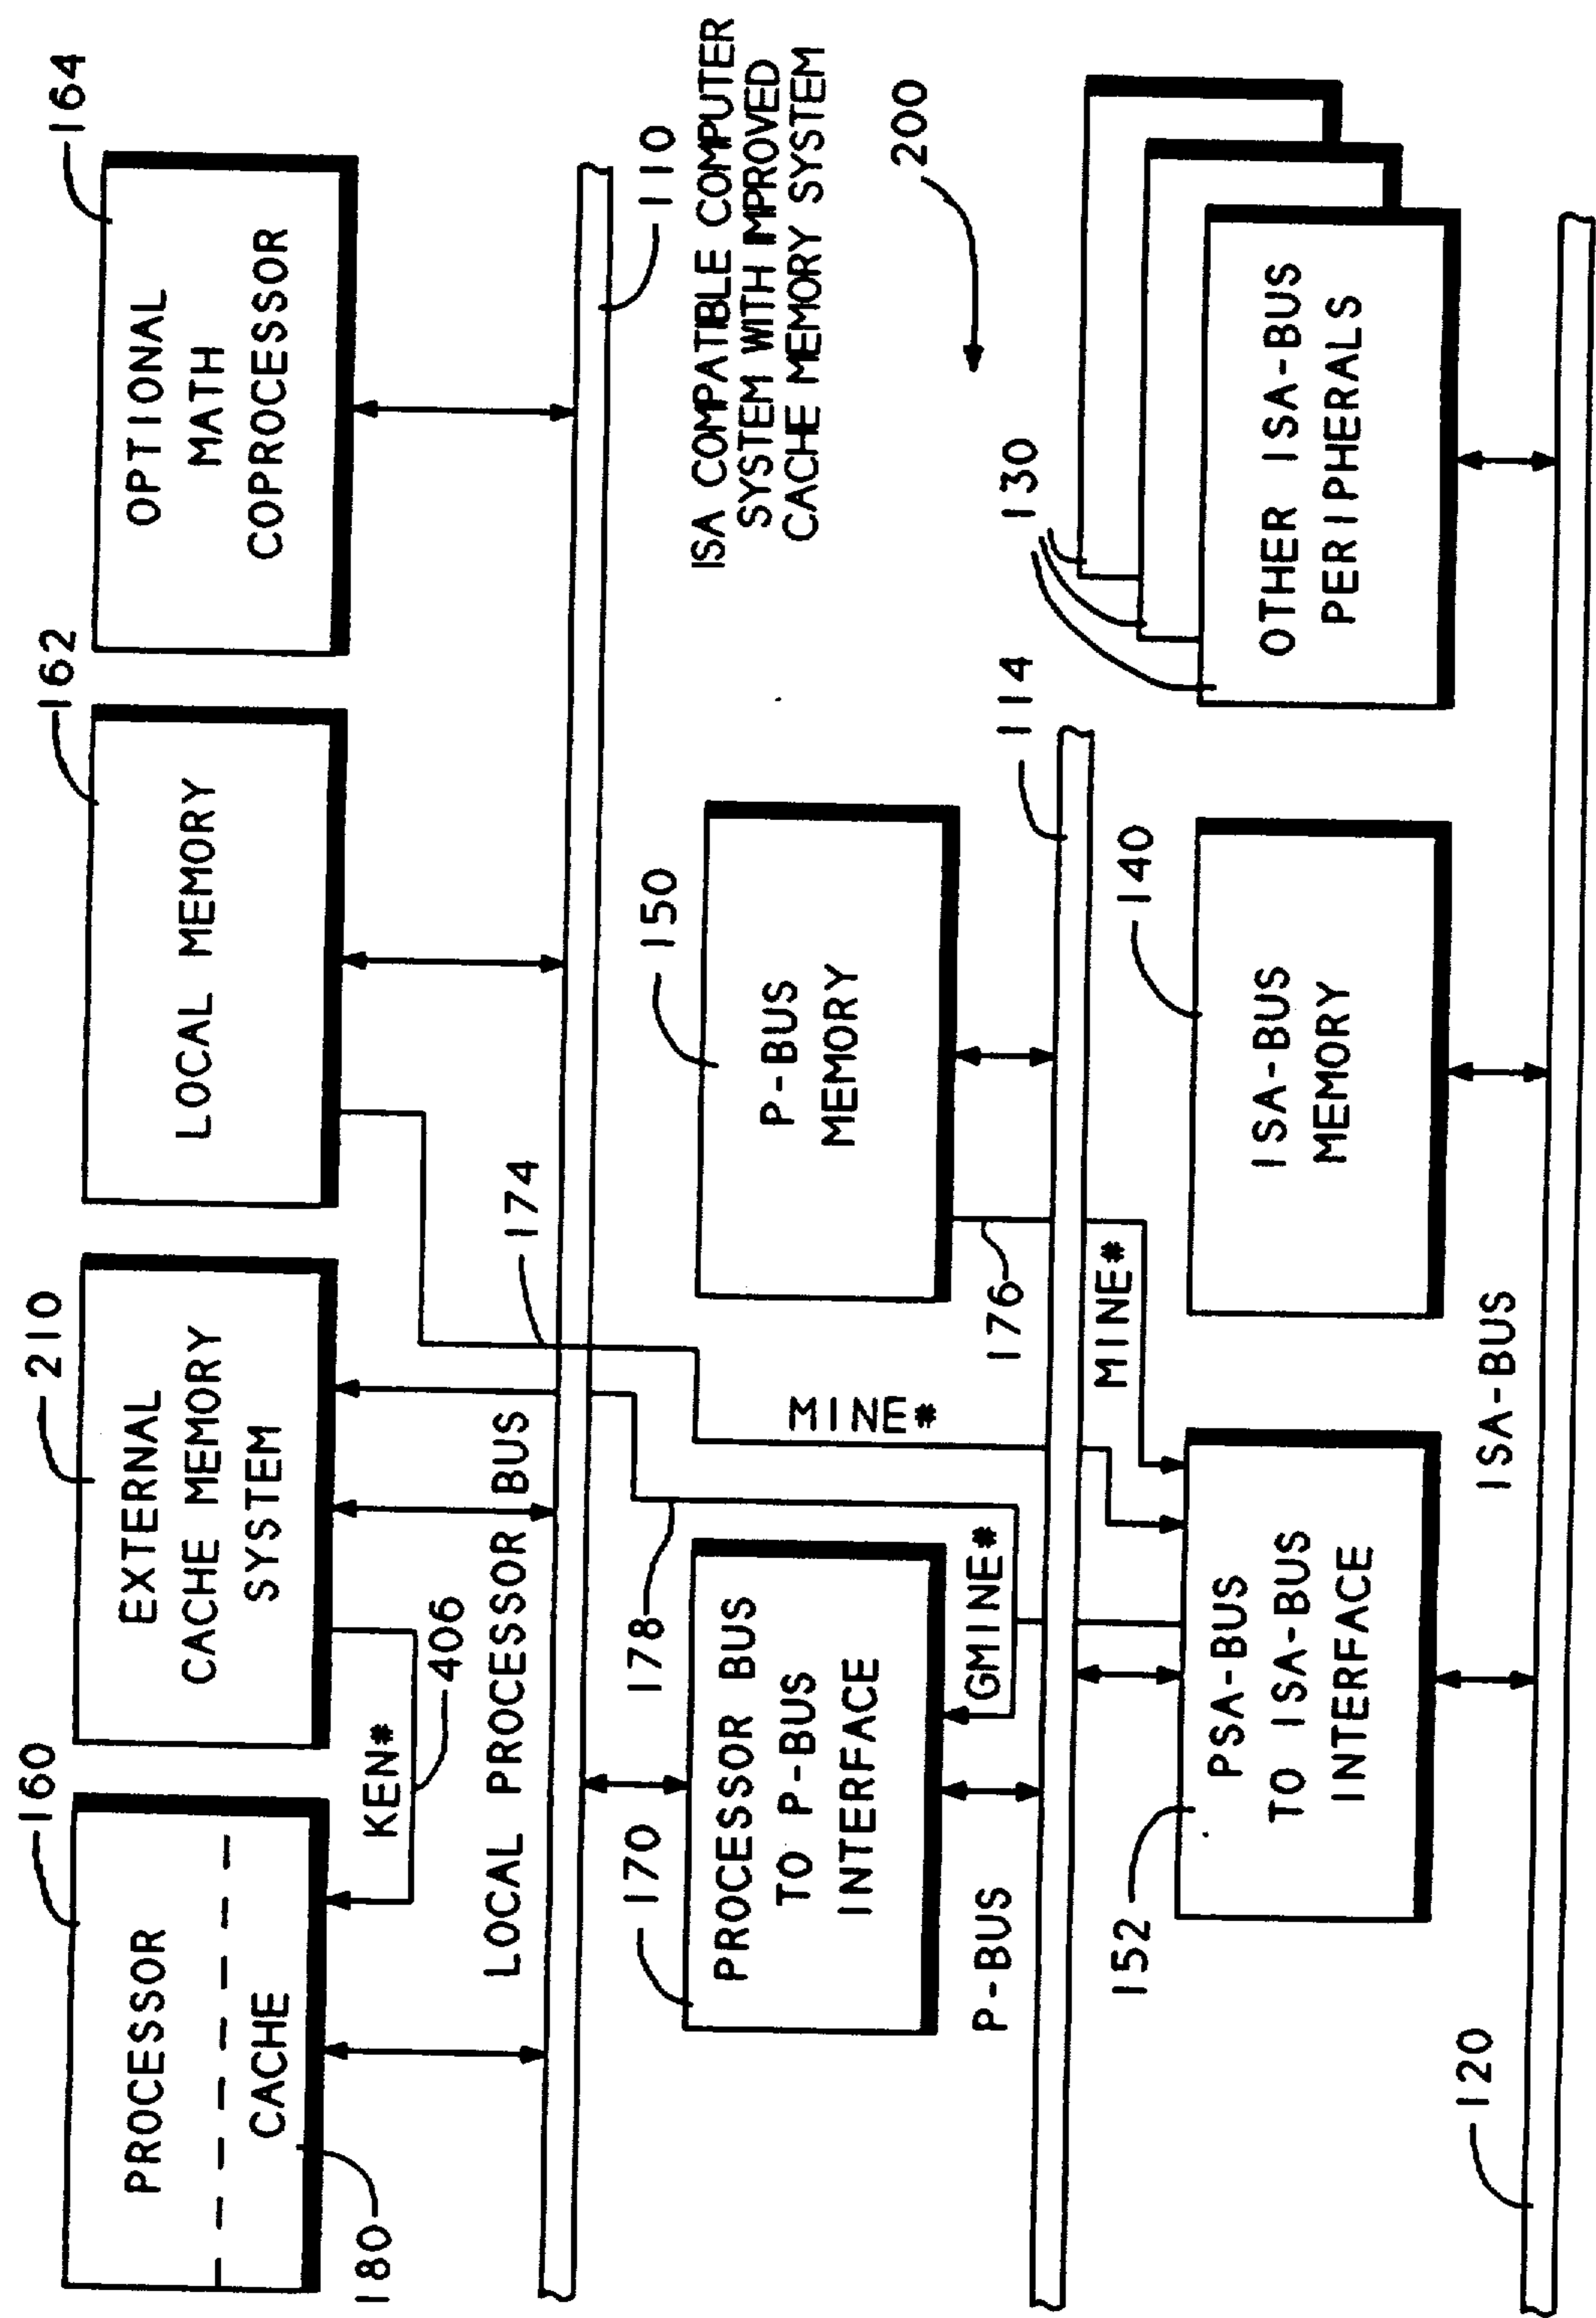 160
PROCESSOR
CACHE
180
KEN*
406
210
EXTERNAL
CACHE MEMORY
SYSTEM
162
LOCAL MEMORY
164
OPTIONAL
MATH
COPROCESSOR
LOCAL PROCESSOR BUS
174
110
170
PROCESSOR BUS
TO P-BUS
INTERFACE
178
GMINE*
MINE*
150
P-BUS
MEMORY
176
MINE*
ISA COMPATIBLE COMPUTER
SYSTEM WITH IMPROVED
CACHE MEMORY SYSTEM
200
P-BUS
114
152
PSA-BUS
TO ISA-BUS
INTERFACE
140
ISA-BUS
MEMORY
130
OTHER ISA-BUS
PERIPHERALS
120
ISA-BUS